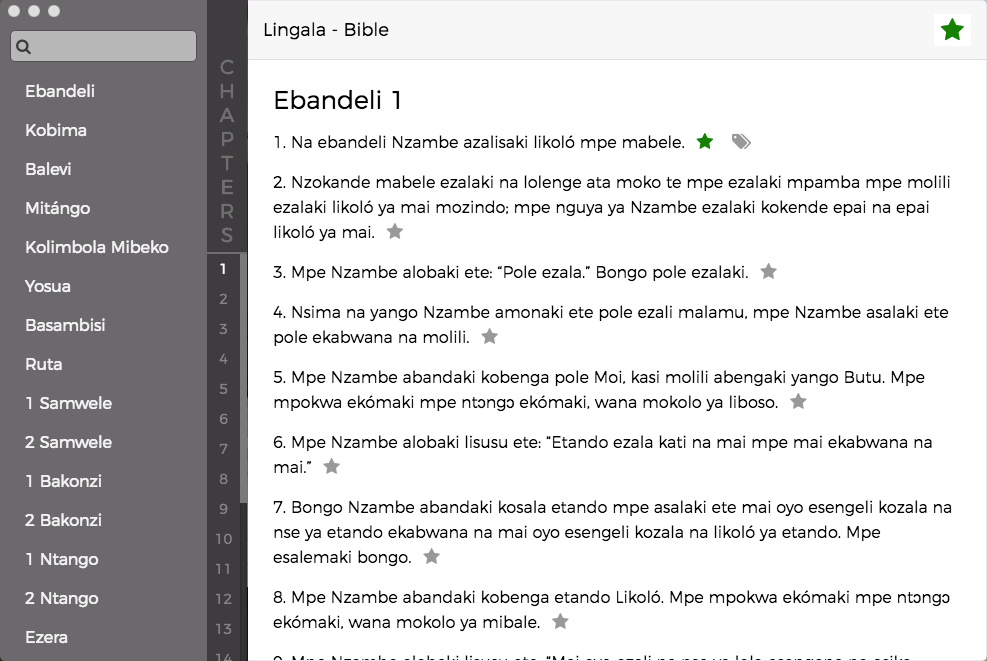 Lingala - Bible
Ebandeli
Kobima
Balevi
Mitángo
Kolimbola Mibeko
Yosua
Basambisi
Ruta
1 Samwele
2 Samwele
1 Bakonzi
2 Bakonzi
1 Ntango
2 Ntango
Ezera
CHAPTERS
1
2
3
4
5
6
7
8
9
10
11
12
13
14
Ebandeli 1
1. Na ebandeli Nzambe azalisaki likoló mpe mabele.
2. Nzokande mabele ezalaki na lolenge ata moko te mpe ezalaki mpamba mpe molili
ezalaki likoló ya mai mozindo; mpe nguya ya Nzambe ezalaki kokende epai na epai
likoló ya mai.
3. Mpe Nzambe alobaki ete: “Pole ezala.” Bongo pole ezalaki.
4. Nsima na yango Nzambe amonaki ete pole ezali malamu, mpe Nzambe asalaki ete
pole ekabwana na molili.
5. Mpe Nzambe abandaki kobenga pole Moi, kasi molili abengaki yango Butu. Mpe
mpokwa ekómaki mpe ntɔngɔ ekómaki, wana mokolo ya liboso.
6. Mpe Nzambe alobaki lisusu ete: “Etando ezala kati na mai mpe mai ekabwana na
mai.”
7. Bongo Nzambe abandaki kosala etando mpe asalaki ete mai oyo esengeli kozala na
nse ya etando ekabwana na mai oyo esengeli kozala na likoló ya etando. Mpe
esalemaki bongo.
8. Mpe Nzambe abandaki kobenga etando Likoló. Mpe mpokwa ekómaki mpe ntɔngɔ
ekómaki, wana mokolo ya mibale.